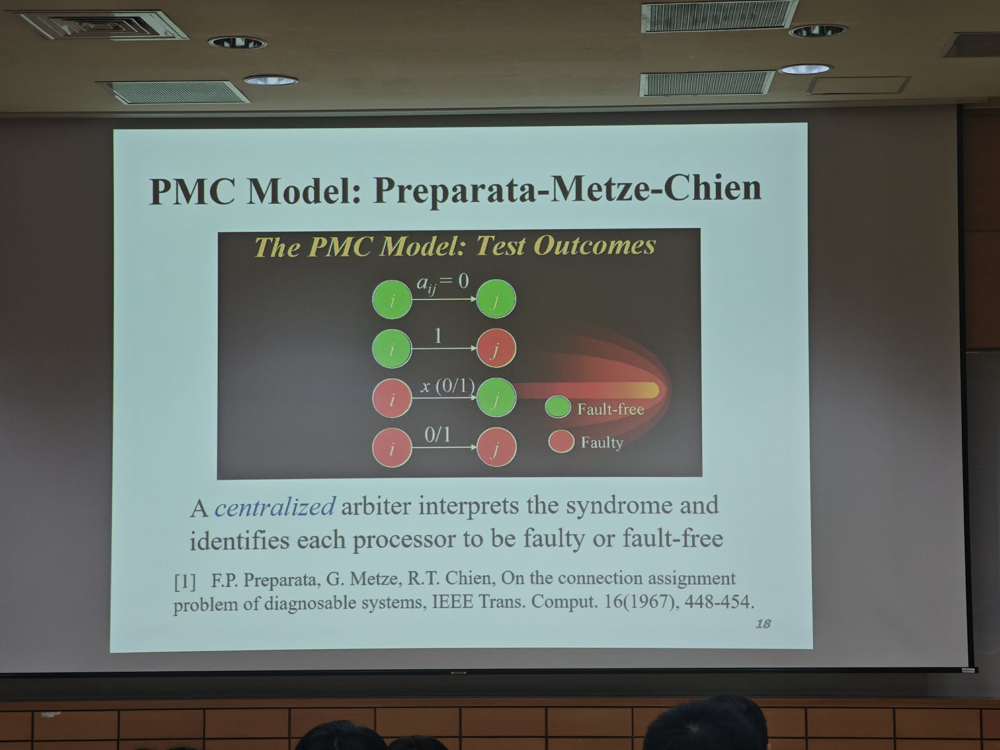 PMC Model: Preparata-Metze-Chien
The PMC Model: Test Outcomes
i aij = 0 j
i 1 j
i x (0/1) j
Fault-free
i 0/1 j
Faulty
A centralized arbiter interprets the syndrome and
identifies each processor to be faulty or fault-free
[1] F.P. Preparata, G. Metze, R.T. Chien, On the connection assignment
problem of diagnosable systems, IEEE Trans. Comput. 16(1967), 448-454.
18